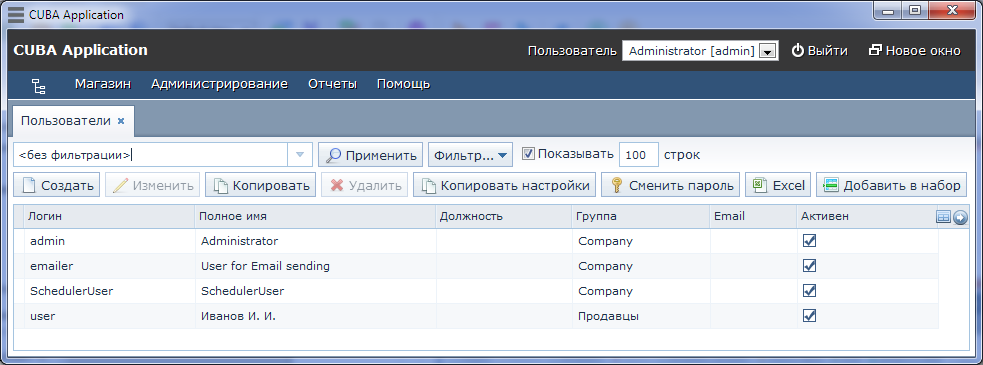 CUBA Application
CUBA Application Пользователь Administrator [admin] Выйти Новое окно
Магазин Администрирование Отчеты Помощь
Пользователи ×
<без фильтрации> Применить Фильтр... Показывать 100 строк
Создать Изменить Копировать Удалить Копировать настройки Сменить пароль Excel Добавить в набор
Логин Полное имя Должность Группа Email Активен
admin Administrator Company
emailer User for Email sending Company
SchedulerUser SchedulerUser Company
user Иванов И. И. Продавцы